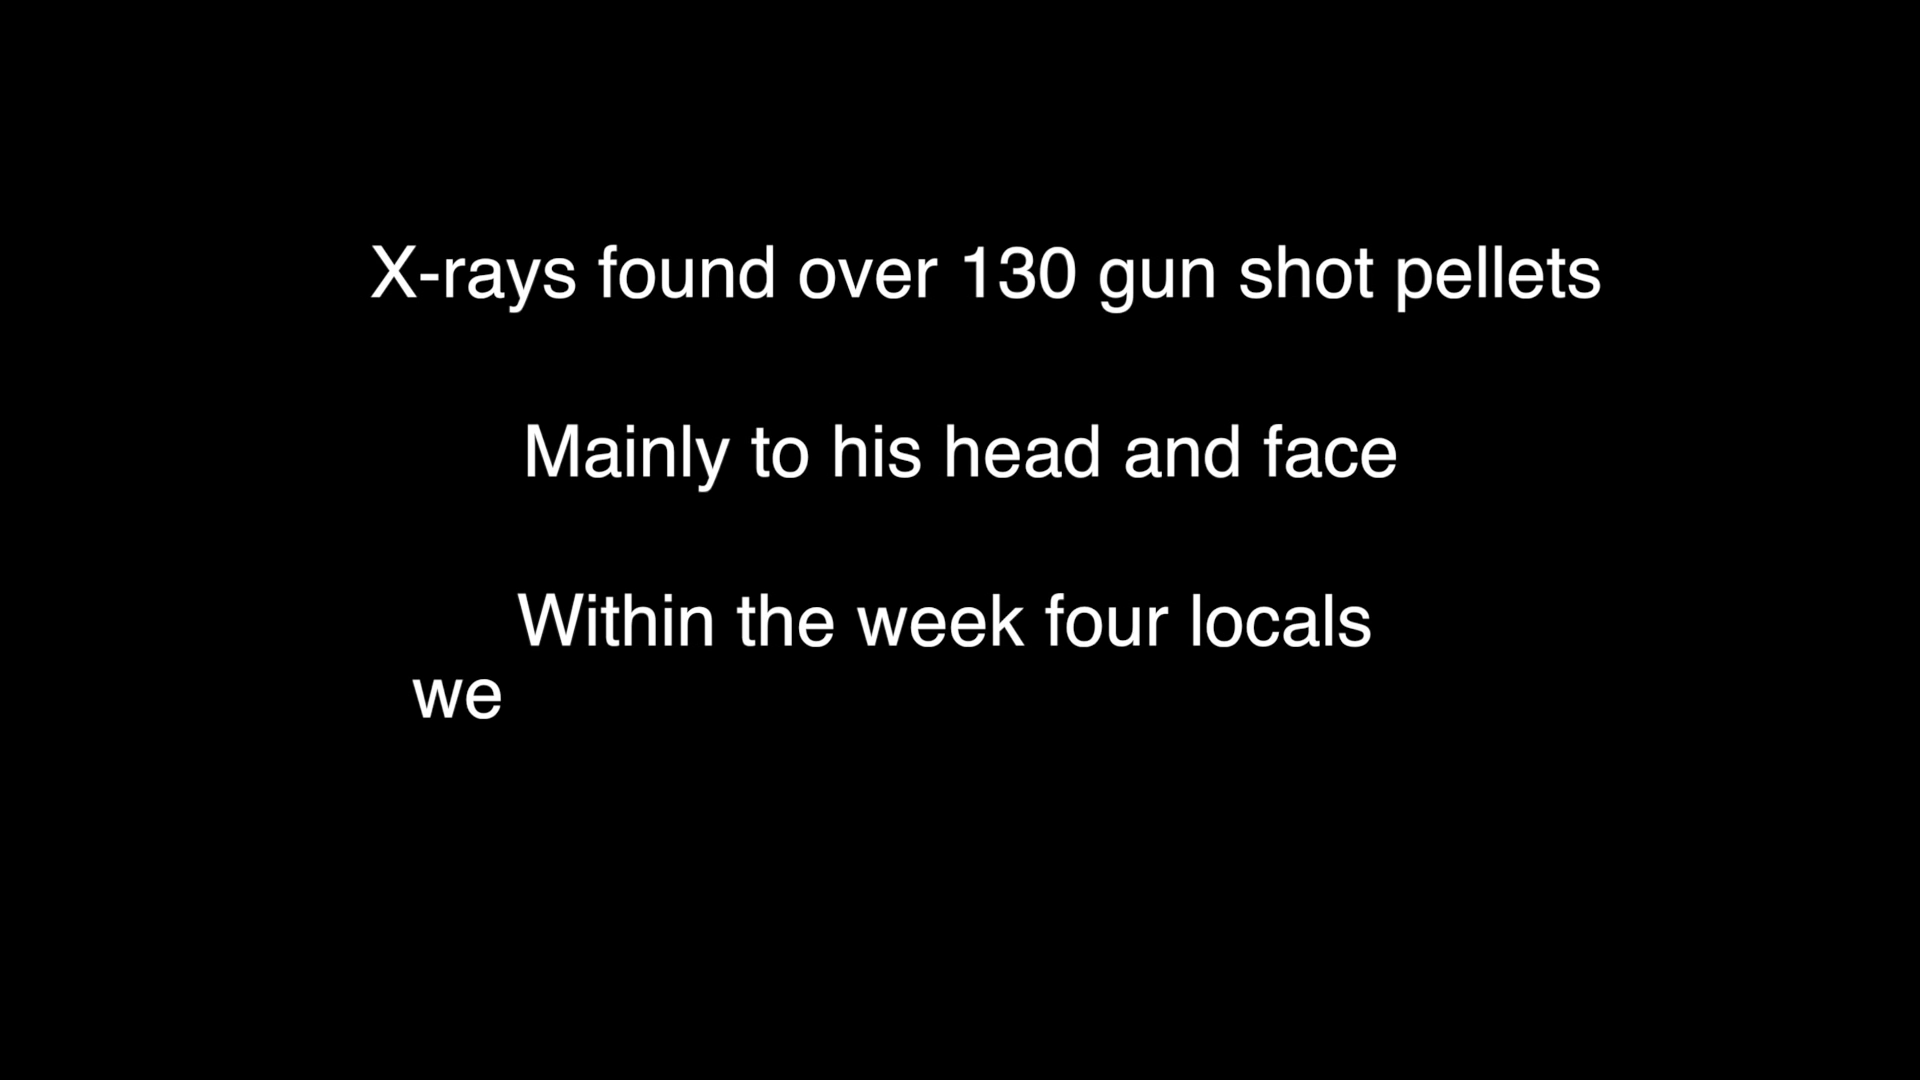 X-rays found over 130 gun shot pellets
Mainly to his head and face
Within the week four locals
we